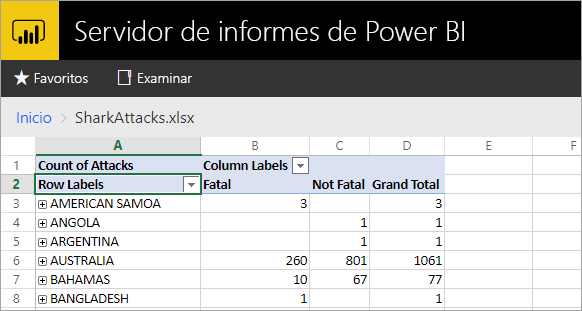 Servidor de informes de Power BI
Favoritos Examinar
Inicio > SharkAttacks.xlsx
A B C D E F
1 Count of Attacks Column Labels
2 Row Labels Fatal Not Fatal Grand Total
3 AMERICAN SAMOA 3 3
4 ANGOLA 1 1
5 ARGENTINA 1 1
6 AUSTRALIA 260 801 1061
7 BAHAMAS 10 67 77
8 BANGLADESH 1 1